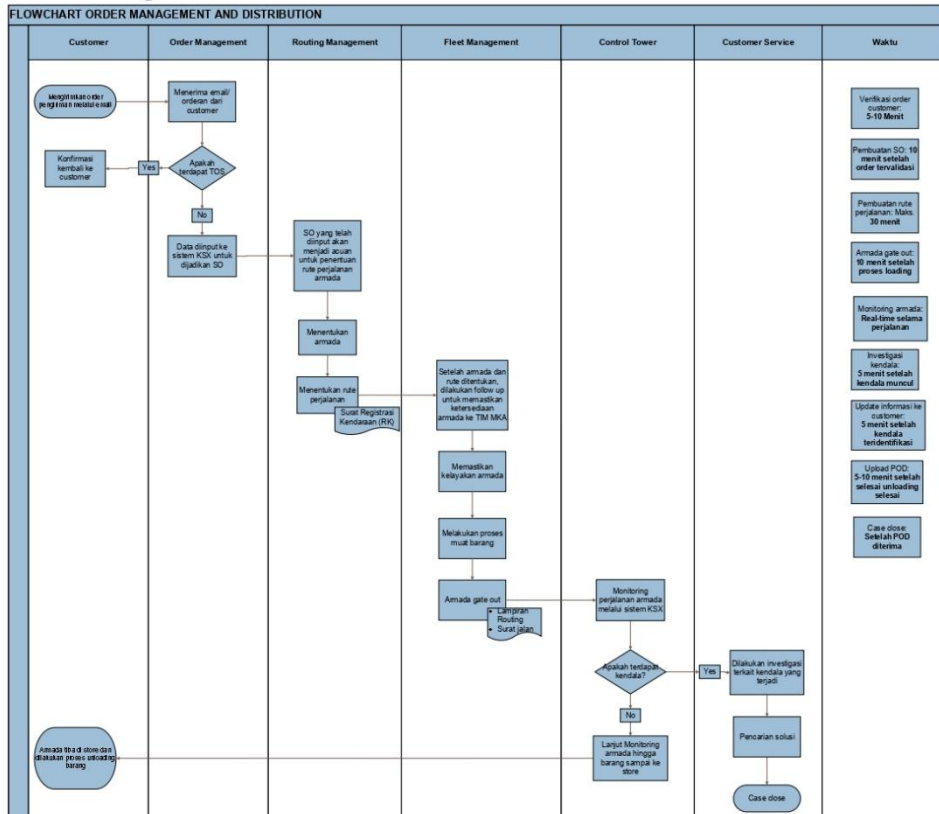 FLOWCHART ORDER MANAGEMENT AND DISTRIBUTION
Customer
Order Management
Routing Management
Fleet Management
Control Tower
Customer Service
Waktu
Mengirimkan order
pengiriman melalui email
Menerima email/
orderan dari
customer
Apakah
terdapat TOS
Yes
Konfirmasi
kembali ke
customer
No
Data diinput ke
sistem KSX untuk
dijadikan SO
SO yang telah
diinput akan
menjadi acuan
untuk penentuan
rute perjalanan
armada
Menentukan
armada
Menentukan rute
perjalanan
Surat Registrasi
Kendaraan (RK)
Setelah armada dan
rute ditentukan,
dilakukan follow up
untuk memastikan
ketersediaan
armada ke TIM MKA
Memastikan
kelayakan armada
Melakukan proses
muat barang
Armada gate out
• Lampiran
Routing
• Surat jalan
Monitoring
perjalanan armada
melalui sistem KSX
Apakah terdapat
kendala?
Yes
Dilakukan investigasi
terkait kendala yang
terjadi
Pencarian solusi
Case close
No
Lanjut Monitoring
armada hingga
barang sampai ke
store
Armada tiba di store dan
dilakukan proses unloading
barang
Verifikasi order
customer:
5-10 Menit
Pembuatan SO: 10
menit setelah
order tervalidasi
Pembuatan rute
perjalanan: Maks.
30 menit
Armada gate out:
10 menit setelah
proses loading
Monitoring armada:
Real-time selama
perjalanan
Investigasi
kendala:
5 menit setelah
kendala muncul
Update informasi ke
customer:
5 menit setelah
kendala
teridentifikasi
Upload POD:
5-10 menit setelah
selesai unloading
selesai
Case close:
Setelah POD
diterima